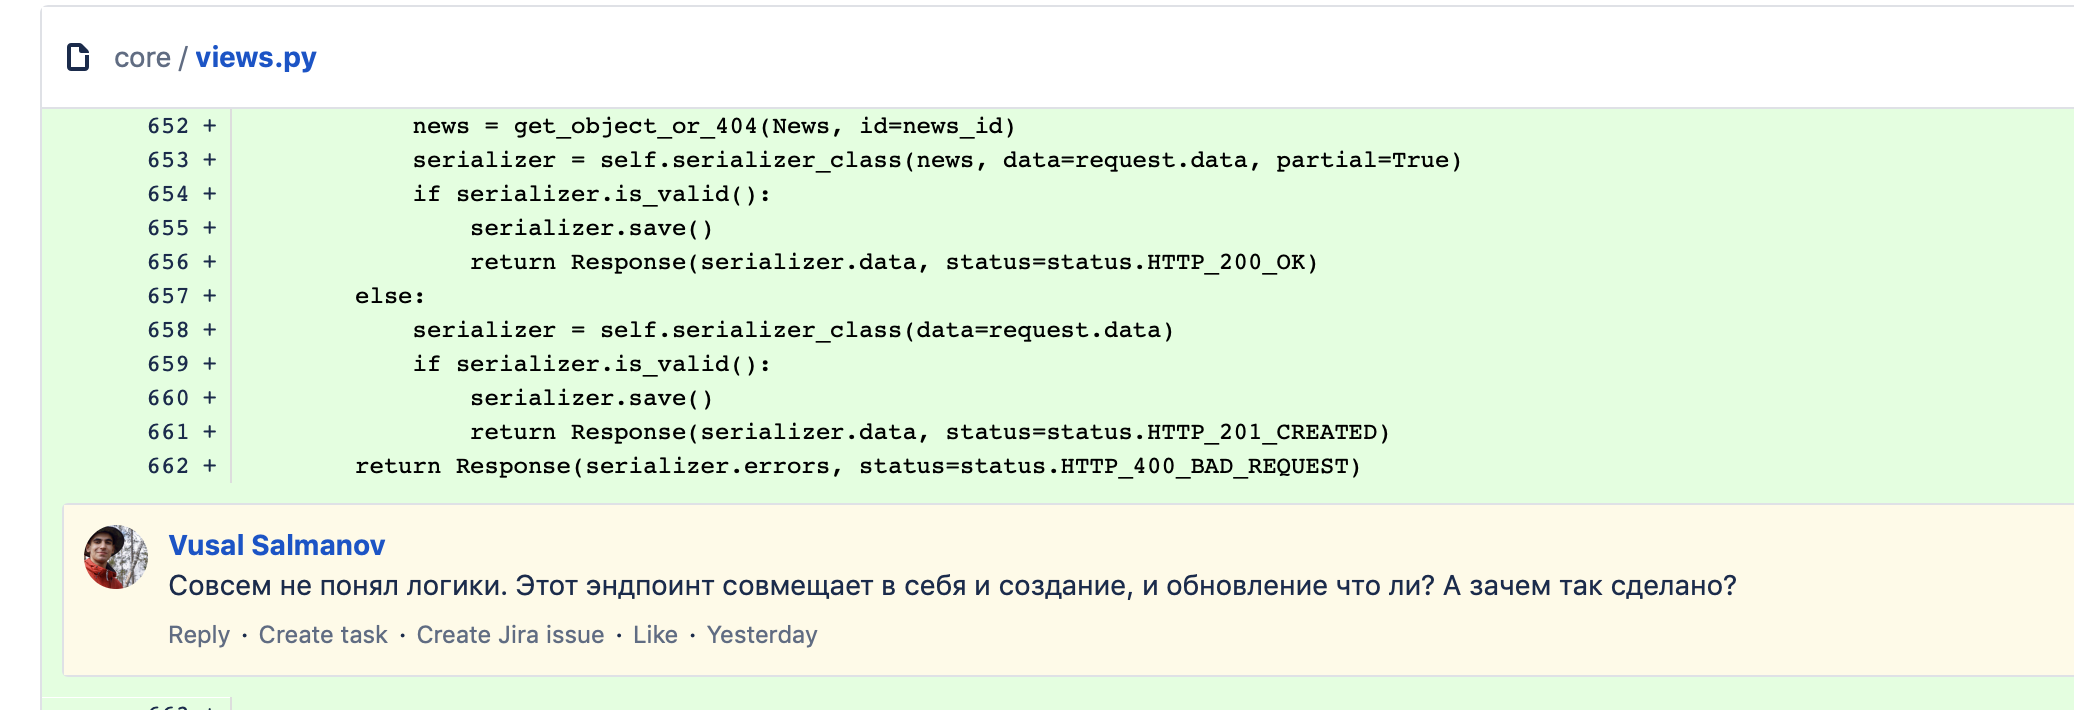 core / views.py
652 + news = get_object_or_404(News, id=news_id)
653 + serializer = self.serializer_class(news, data=request.data, partial=True)
654 + if serializer.is_valid():
655 + serializer.save()
656 + return Response(serializer.data, status=status.HTTP_200_OK)
657 + else:
658 + serializer = self.serializer_class(data=request.data)
659 + if serializer.is_valid():
660 + serializer.save()
661 + return Response(serializer.data, status=status.HTTP_201_CREATED)
662 + return Response(serializer.errors, status=status.HTTP_400_BAD_REQUEST)
Vusal Salmanov
Совсем не понял логики. Этот эндпоинт совмещает в себя и создание, и обновление что ли? А зачем так сделано?
Reply · Create task · Create Jira issue · Like · Yesterday